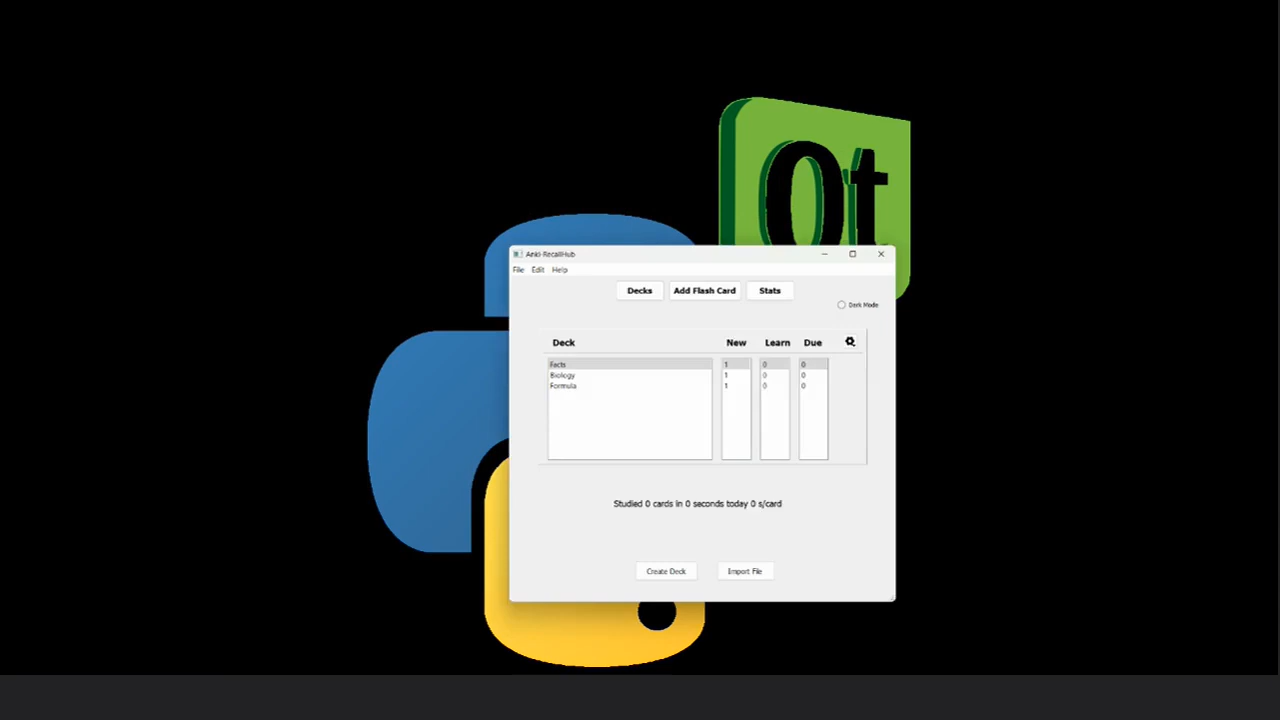 Qt
Anki-RecallHub
File Edit Help
Decks Add Flash Card Stats
Dark Mode
Deck New Learn Due
Facts 1 0 0
Biology 1 0 0
Formula 1 0 0
Studied 0 cards in 0 seconds today 0 s/card
Create Deck Import File